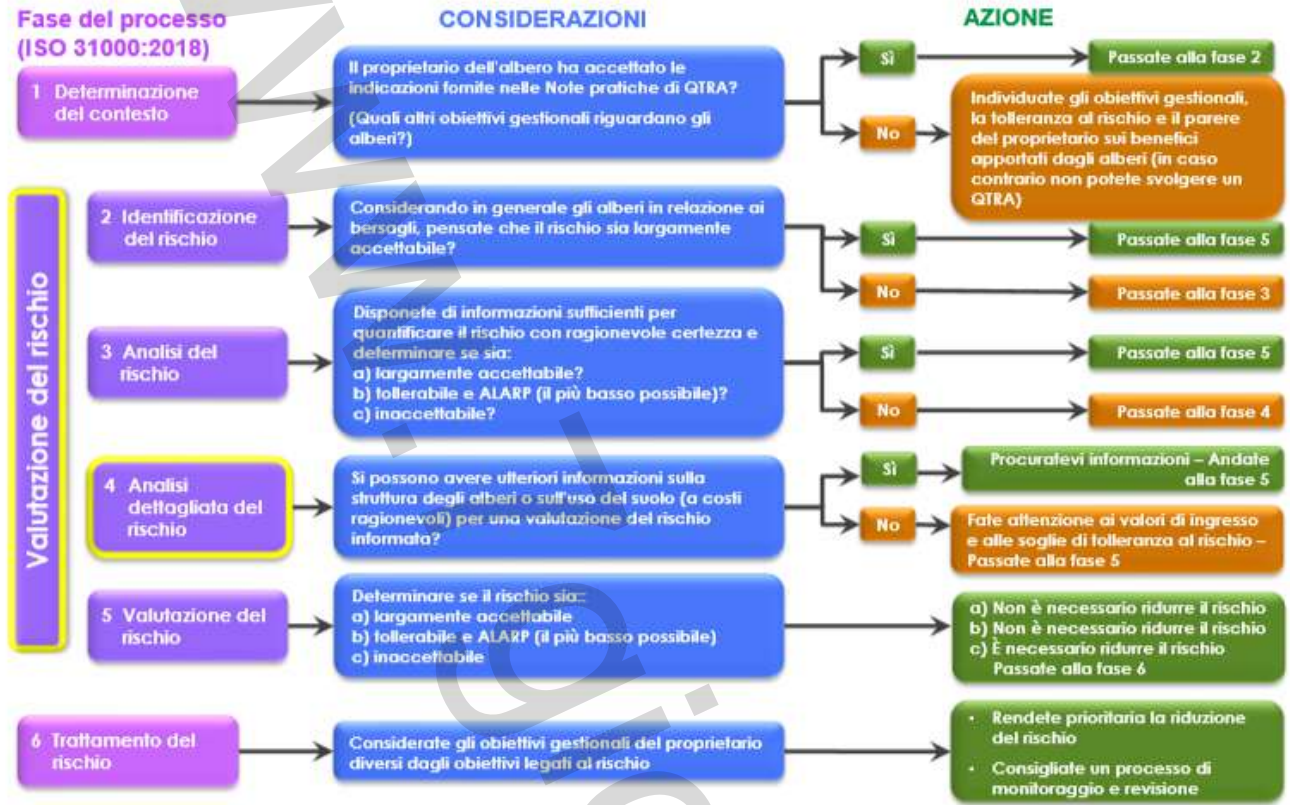 Fase del processo
(ISO 31000:2018)
CONSIDERAZIONI
AZIONE
1 Determinazione
del contesto
Il proprietario dell'albero ha accettato le
indicazioni fornite nelle Note pratiche di QTRA?
(Quali altri obiettivi gestionali riguardano gli
alberi?)
Sì
Passate alla fase 2
No
Individuate gli obiettivi gestionali,
la tolleranza al rischio e il parere
del proprietario sui benefici
apportati dagli alberi (in caso
contrario non potete svolgere un
QTRA)
Valutazione del rischio
2 Identificazione
del rischio
Considerando in generale gli alberi in relazione ai
bersagli, pensate che il rischio sia largamente
accettabile?
Sì
Passate alla fase 5
No
Passate alla fase 3
3 Analisi del
rischio
Disponete di informazioni sufficienti per
quantificare il rischio con ragionevole certezza e
determinare se sia:
a) largamente accettabile?
b) tollerabile e ALARP (il più basso possibile)?
c) inaccettabile?
Sì
Passate alla fase 5
No
Passate alla fase 4
4 Analisi
dettagliata del
rischio
Si possono avere ulteriori informazioni sulla
struttura degli alberi o sull'uso del suolo (a costi
ragionevoli) per una valutazione del rischio
informata?
Sì
Procuratevi informazioni – Andate
alla fase 5
No
Fate attenzione ai valori di ingresso
e alle soglie di tolleranza al rischio –
Passate alla fase 5
5 Valutazione del
rischio
Determinare se il rischio sia::
a) largamente accettabile
b) tollerabile e ALARP (il più basso possibile)
c) inaccettabile
a) Non è necessario ridurre il rischio
b) Non è necessario ridurre il rischio
c) È necessario ridurre il rischio
Passate alla fase 6
6 Trattamento del
rischio
Considerate gli obiettivi gestionali del proprietario
diversi dagli obiettivi legati al rischio
• Rendete prioritaria la riduzione
del rischio
• Consigliate un processo di
monitoraggio e revisione